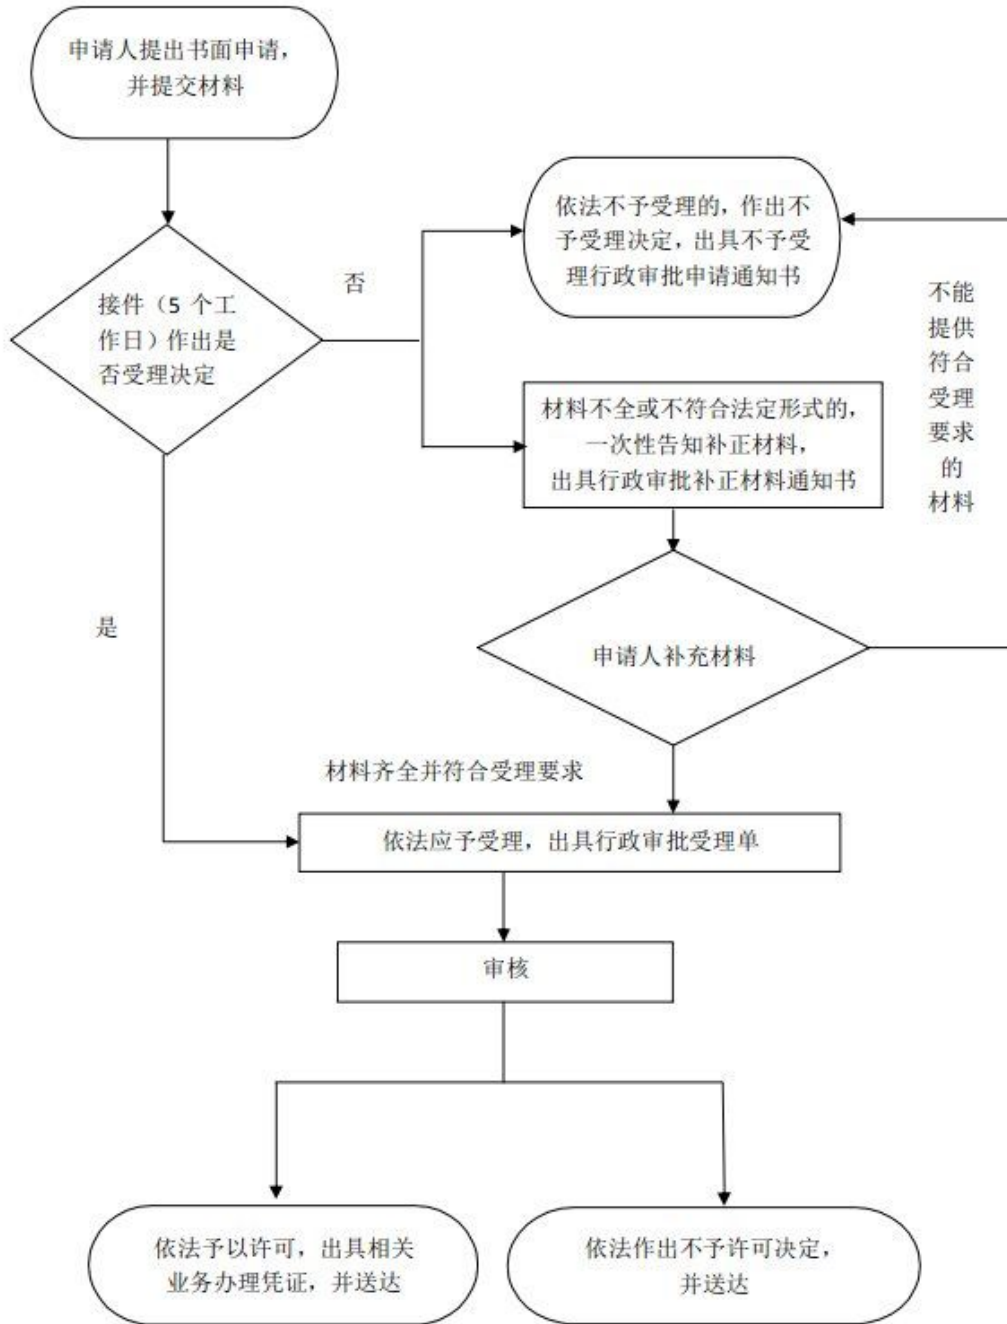 申请人提出书面申请，
并提交材料
依法不予受理的，作出不
予受理决定，出具不予受
理行政审批申请通知书
否
接件（5 个工
作日）作出是
否受理决定
不能
提供
符合
受理
要求
的
材料
材料不全或不符合法定形式的，
一次性告知补正材料，
出具行政审批补正材料通知书
是
申请人补充材料
材料齐全并符合受理要求
依法应予受理，出具行政审批受理单
审核
依法予以许可，出具相关
业务办理凭证，并送达
依法作出不予许可决定，
并送达